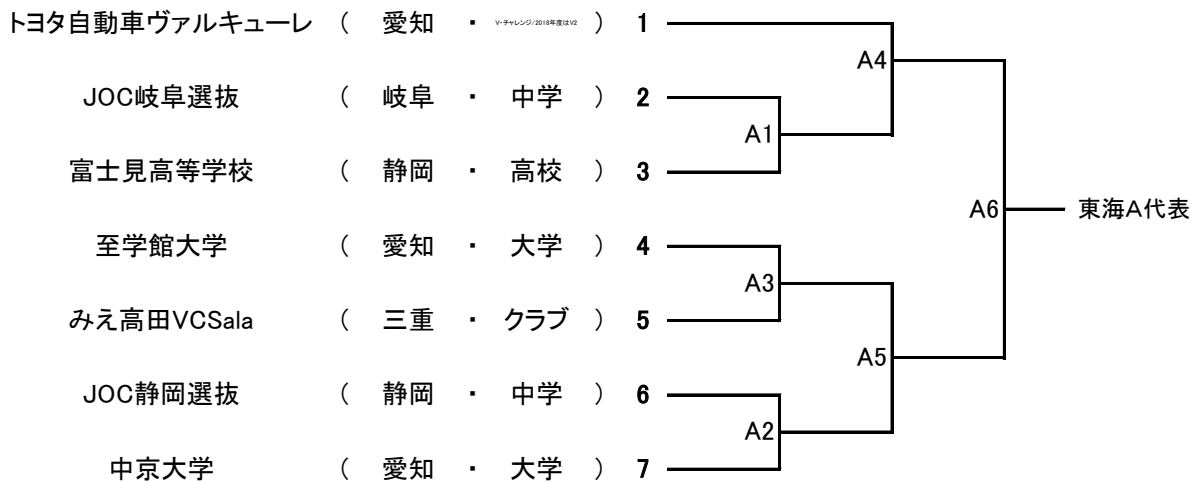 トヨタ自動車ヴァルキューレ ( 愛知 ・ V・チャレンジ/2018年度はV2 ) 1
A4
JOC岐阜選抜 ( 岐阜 ・ 中学 ) 2
A1
富士見高等学校 ( 静岡 ・ 高校 ) 3
A6 東海A代表
至学館大学 ( 愛知 ・ 大学 ) 4
A3
みえ高田VCSala ( 三重 ・ クラブ ) 5
A5
JOC静岡選抜 ( 静岡 ・ 中学 ) 6
A2
中京大学 ( 愛知 ・ 大学 ) 7